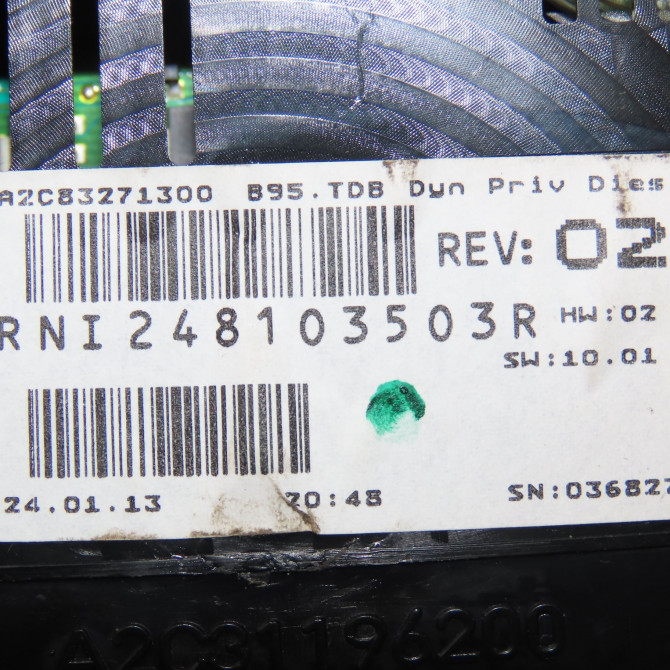 A2C83271300 B95.TDB Dyn Priv Dies
REV: 02
RNI248103503R HW:02
SW:10.01
24.01.13 20:48 SN:036827
A2C31196200